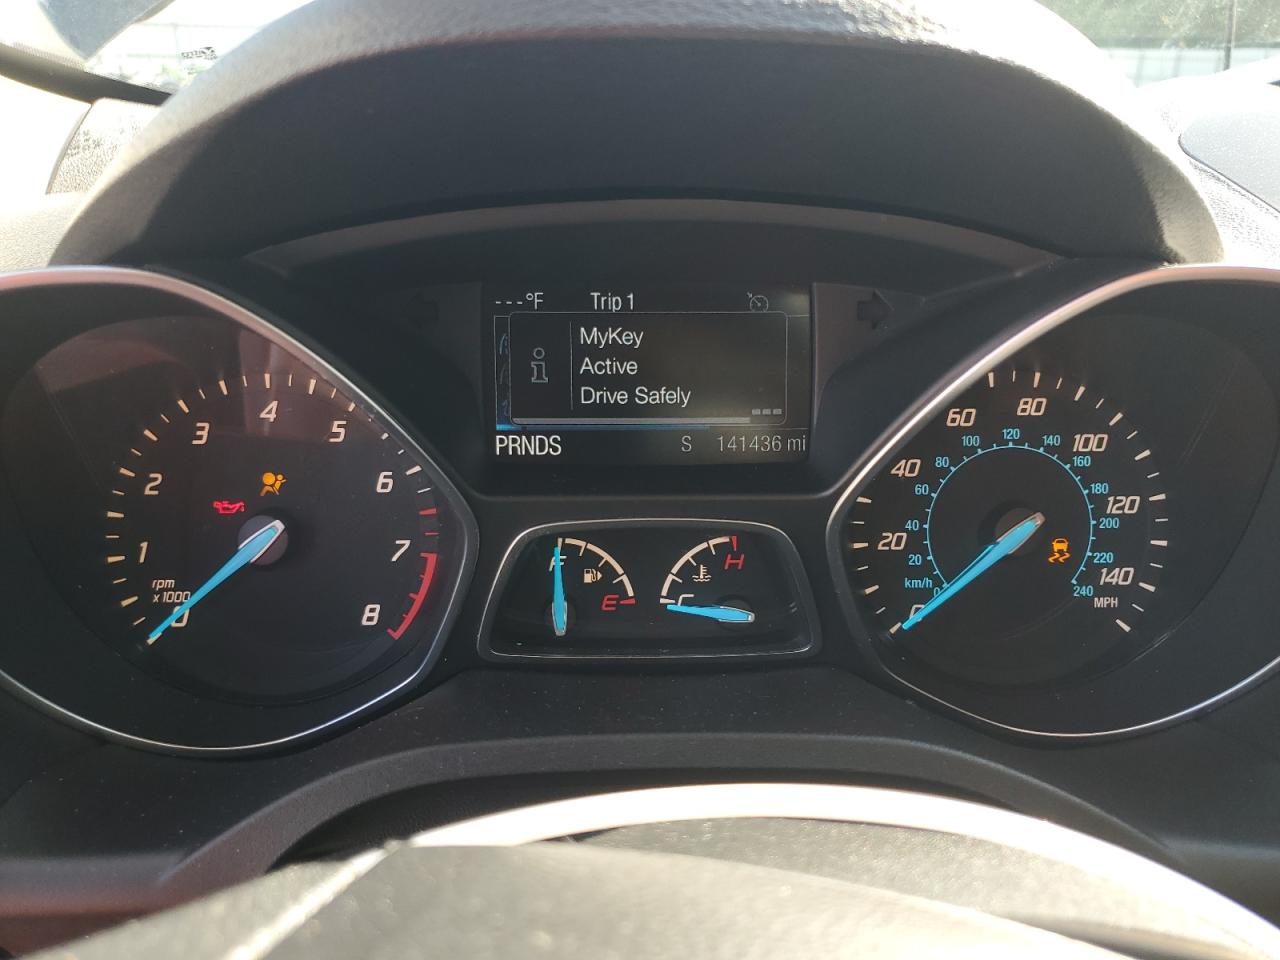 ---°F Trip 1
MyKey
Active
Drive Safely
PRNDS S 141436 mi
0 1 2 3 4 5 6 7 8
rpm
x1000
F E
C H
0 20 40 60 80 100 120 140
MPH
0 20 40 60 80 100 120 140 160 180 200 220 240
km/h